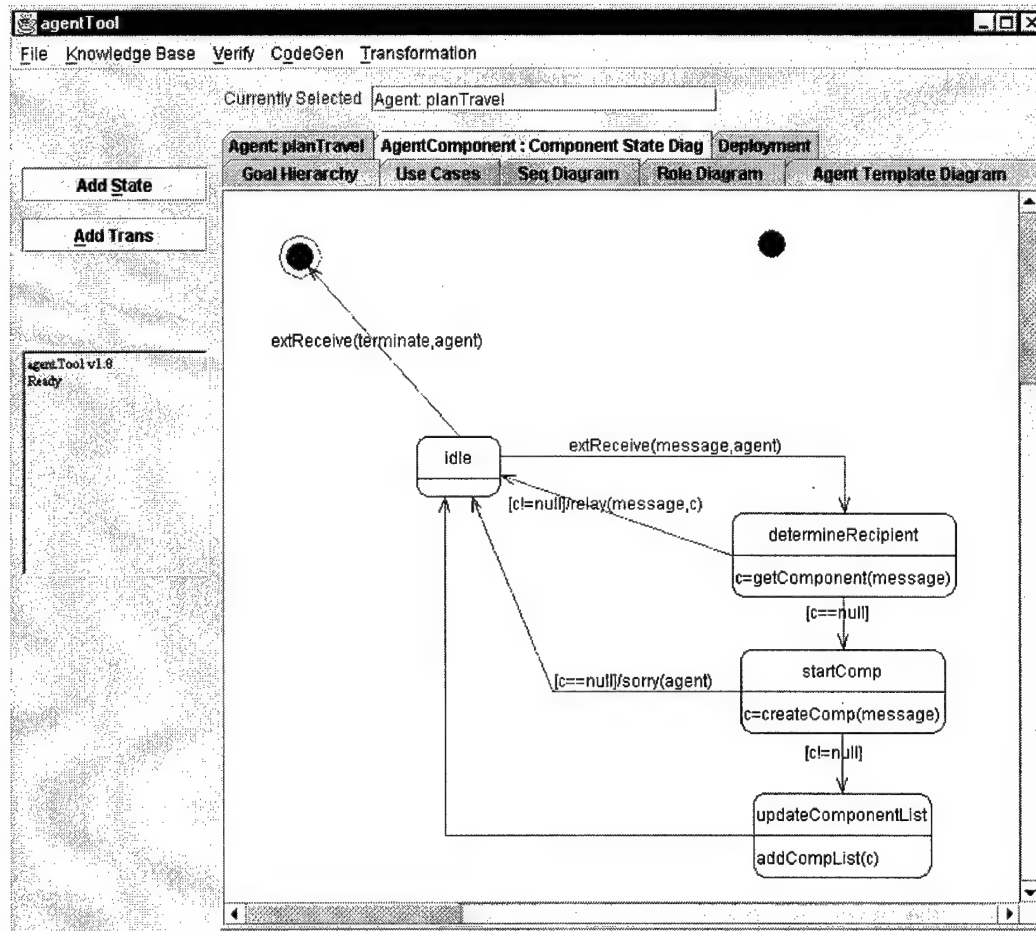 agentTool
File Knowledge Base Verify CodeGen Transformation
Currently Selected Agent: planTravel
Agent: planTravel AgentComponent : Component State Diag Deployment
Goal Hierarchy Use Cases Seq Diagram Role Diagram Agent Template Diagram
Add State
Add Trans
agentTool v1.8
Ready
extReceive(terminate,agent)
idle
extReceive(message,agent)
[c!=null]/relay(message,c)
determineRecipient
c=getComponent(message)
[c==null]
startComp
[c==null]/sorry(agent)
c=createComp(message)
[c!=null]
updateComponentList
addCompList(c)